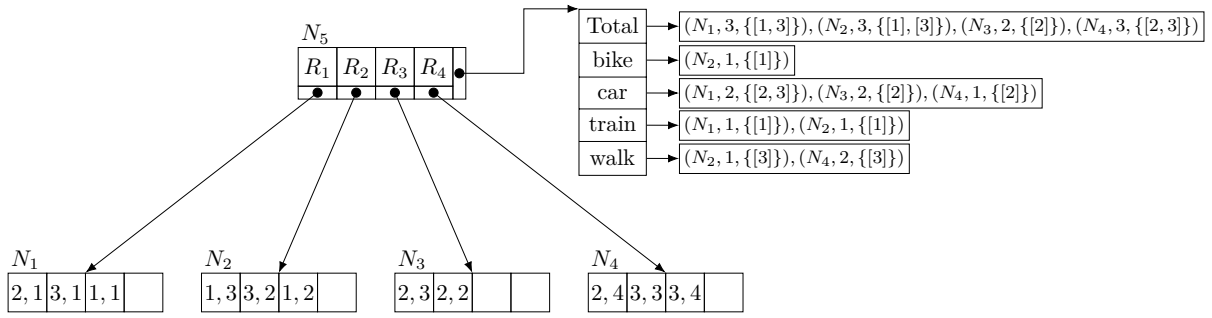 N5
R1 R2 R3 R4
Total (N1, 3, {[1, 3]}), (N2, 3, {[1], [3]}), (N3, 2, {[2]}), (N4, 3, {[2, 3]})
bike (N2, 1, {[1]})
car (N1, 2, {[2, 3]}), (N3, 2, {[2]}), (N4, 1, {[2]})
train (N1, 1, {[1]}), (N2, 1, {[1]})
walk (N2, 1, {[3]}), (N4, 2, {[3]})
N1 N2 N3 N4
2, 1 3, 1 1, 1 1, 3 3, 2 1, 2 2, 3 2, 2 2, 4 3, 3 3, 4